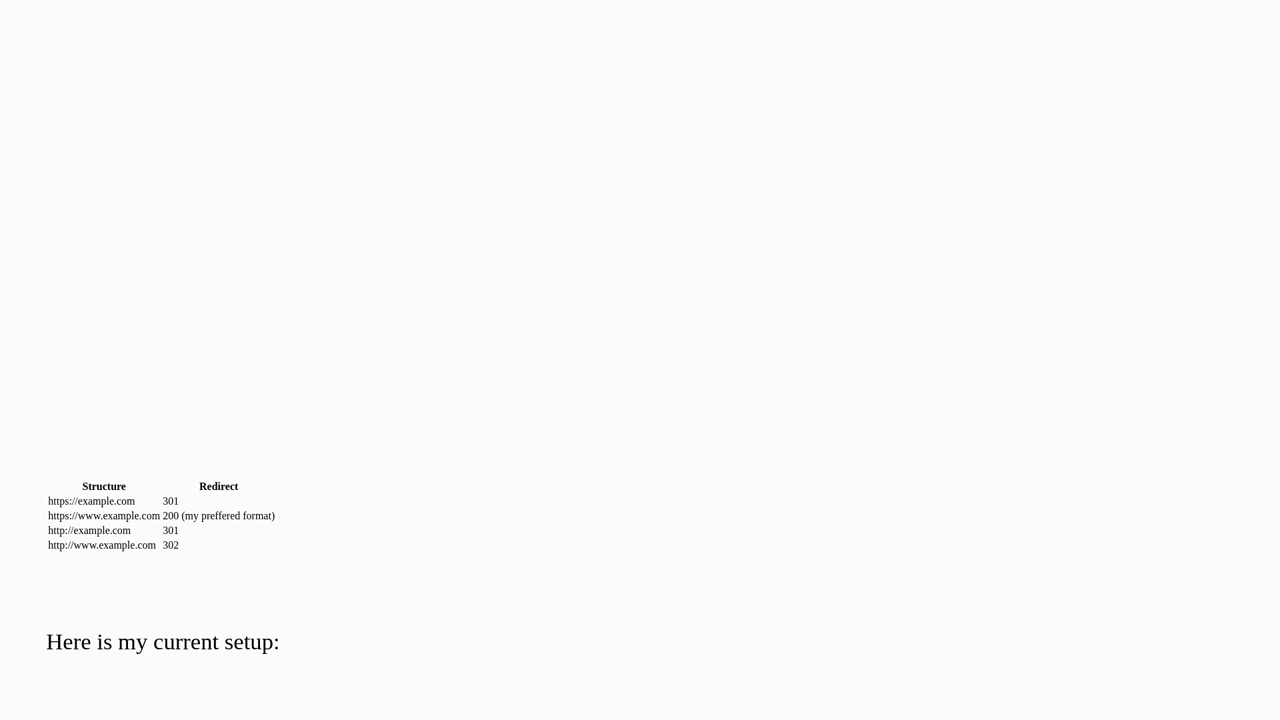 Structure Redirect
https://example.com 301
https://www.example.com 200 (my preffered format)
http://example.com 301
http://www.example.com 302
Here is my current setup: